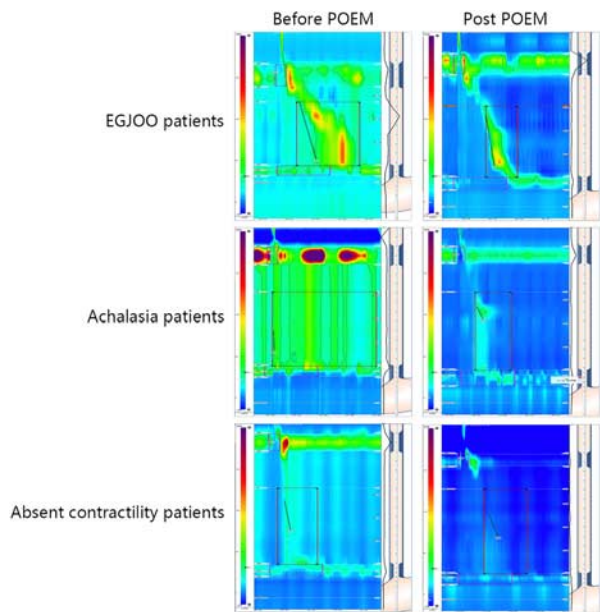 Before POEM
Post POEM
EGJOO patients
Achalasia patients
Absent contractility patients